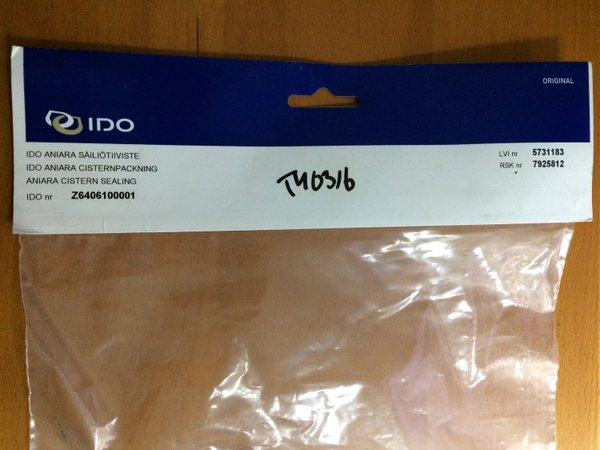 ORIGINAL
IDO
IDO ANIARA SÄILIÖTIIVISTE
IDO ANIARA CISTERNPACKNING
ANIARA CISTERN SEALING
IDO nr Z6406100001
LVI nr 5731183
RSK nr 7925812
T40316